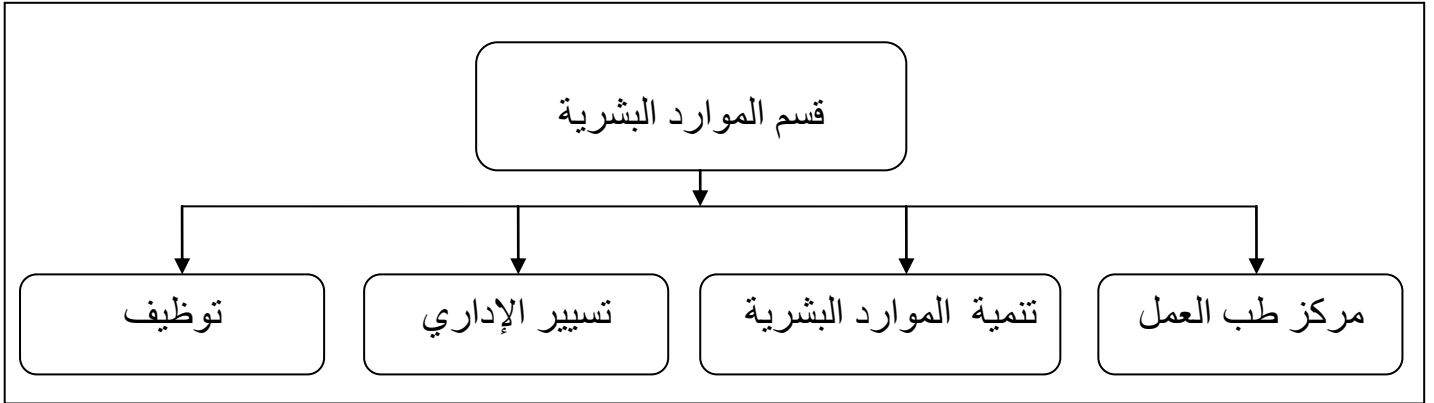 قسم الموارد البشرية
مركز طب العمل
تنمية الموارد البشرية
تسيير الإداري
توظيف